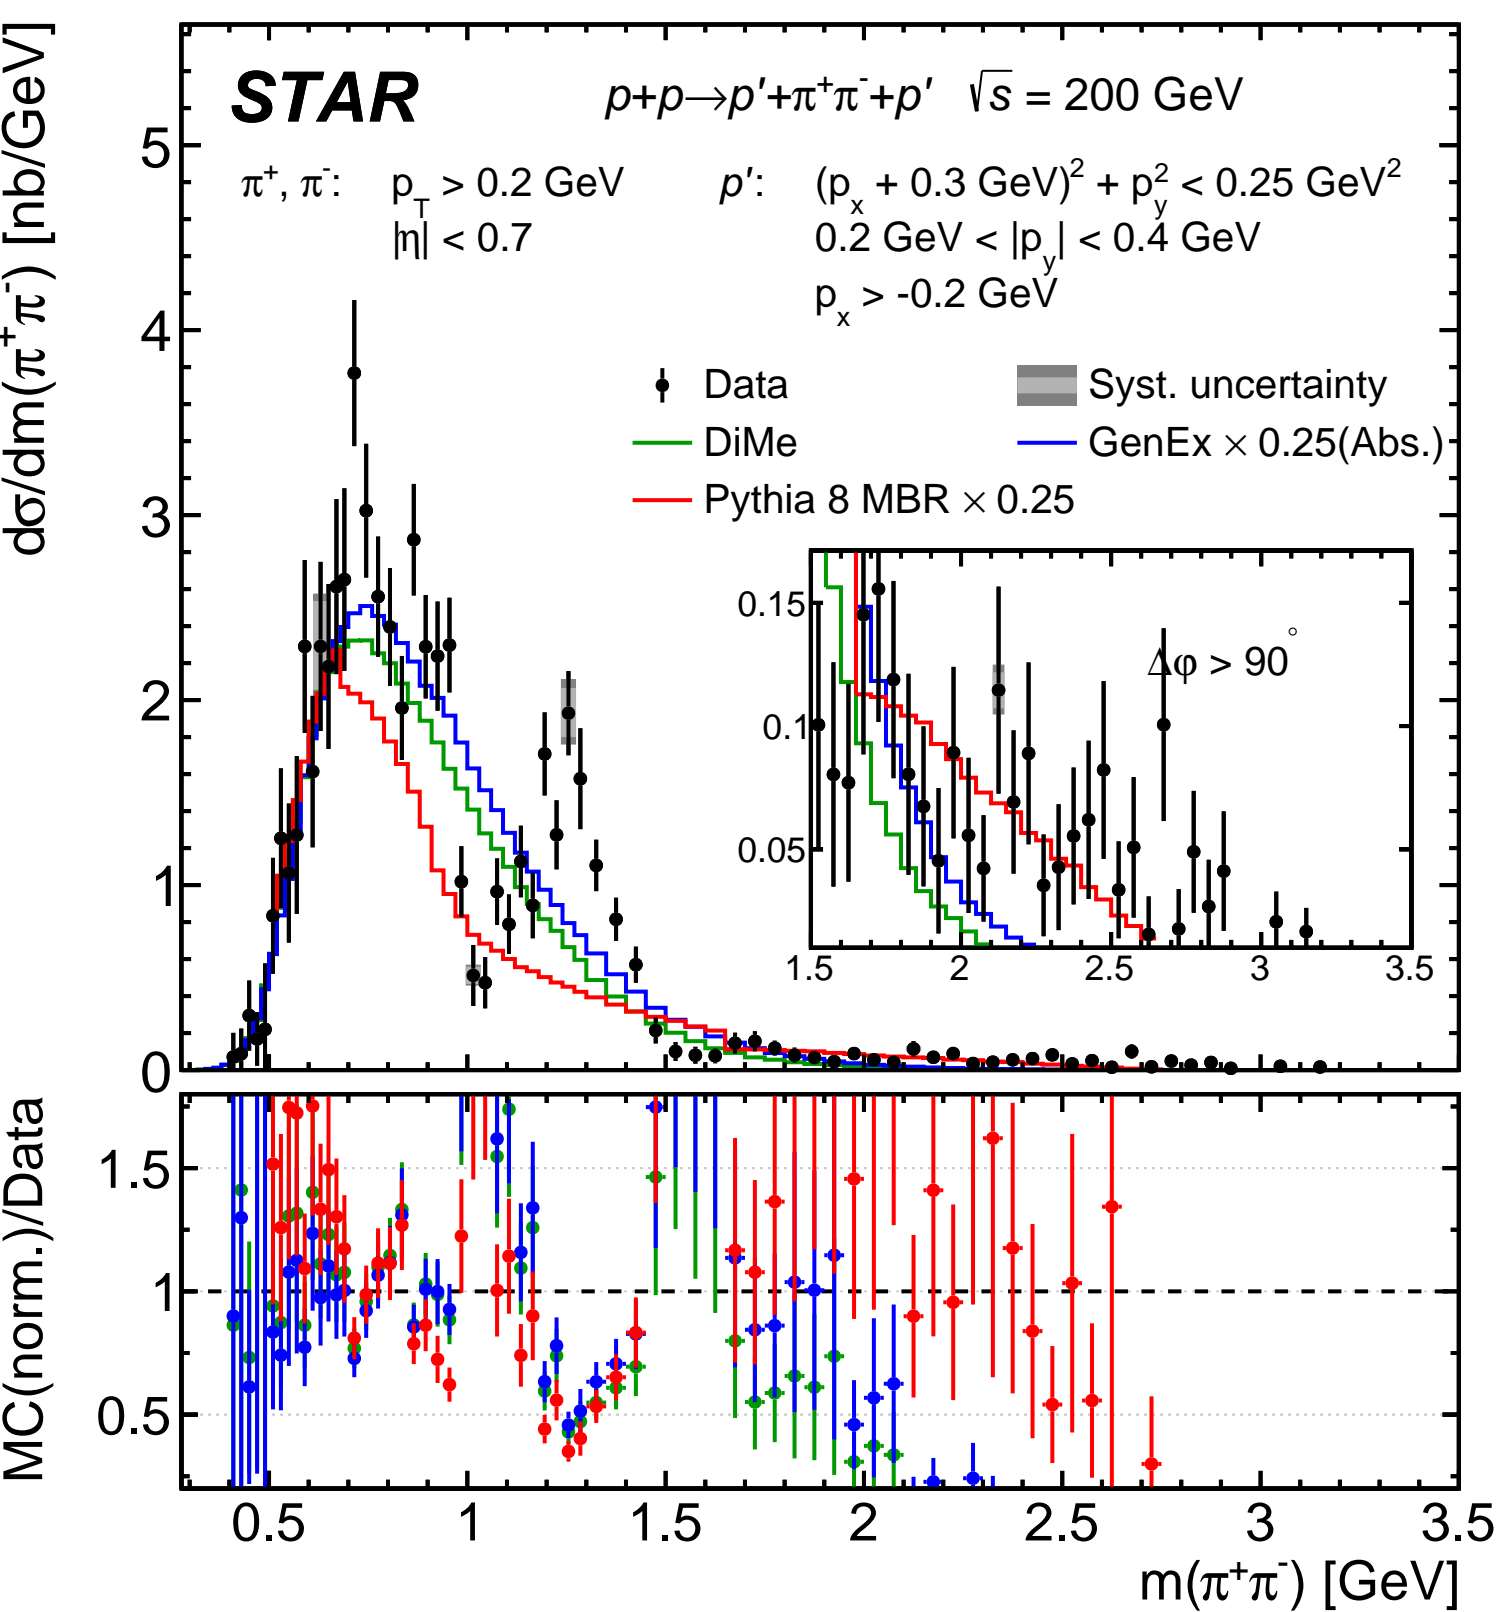 STAR p+p→p′+π⁺π⁻+p′ √s = 200 GeV
π⁺, π⁻: p_T > 0.2 GeV p′: (p_x + 0.3 GeV)² + p_y² < 0.25 GeV²
|η| < 0.7 0.2 GeV < |p_y| < 0.4 GeV
p_x > -0.2 GeV
Data Syst. uncertainty
DiMe GenEx × 0.25(Abs.)
Pythia 8 MBR × 0.25
dσ/dm(π⁺π⁻) [nb/GeV]
5
4
3
2
1
0
Δφ > 90°
0.15
0.1
0.05
1.5 2 2.5 3 3.5
MC(norm.)/Data
1.5
1
0.5
0.5 1 1.5 2 2.5 3 3.5
m(π⁺π⁻) [GeV]